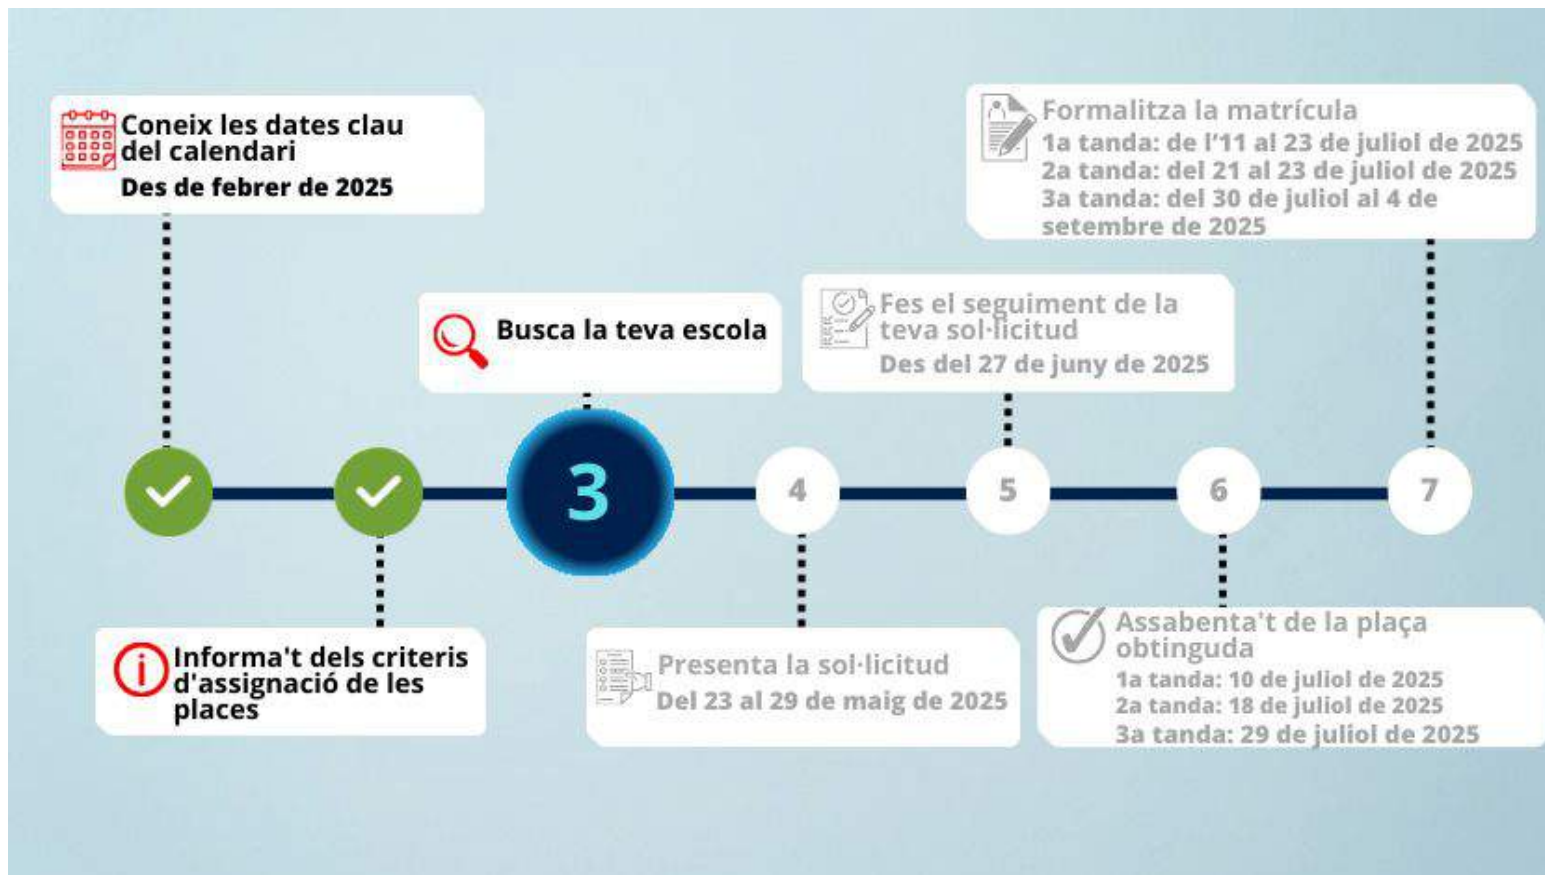 Coneix les dates clau
del calendari
Des de febrer de 2025
Formalitza la matrícula
1a tanda: de l'11 al 23 de juliol de 2025
2a tanda: del 21 al 23 de juliol de 2025
3a tanda: del 30 de juliol al 4 de
setembre de 2025
Busca la teva escola
Fes el seguiment de la
teva sol·licitud
Des del 27 de juny de 2025
3
4
5
6
7
Informa't dels criteris
d'assignació de les
places
Presenta la sol·licitud
Del 23 al 29 de maig de 2025
Assabenta't de la plaça
obtinguda
1a tanda: 10 de juliol de 2025
2a tanda: 18 de juliol de 2025
3a tanda: 29 de juliol de 2025